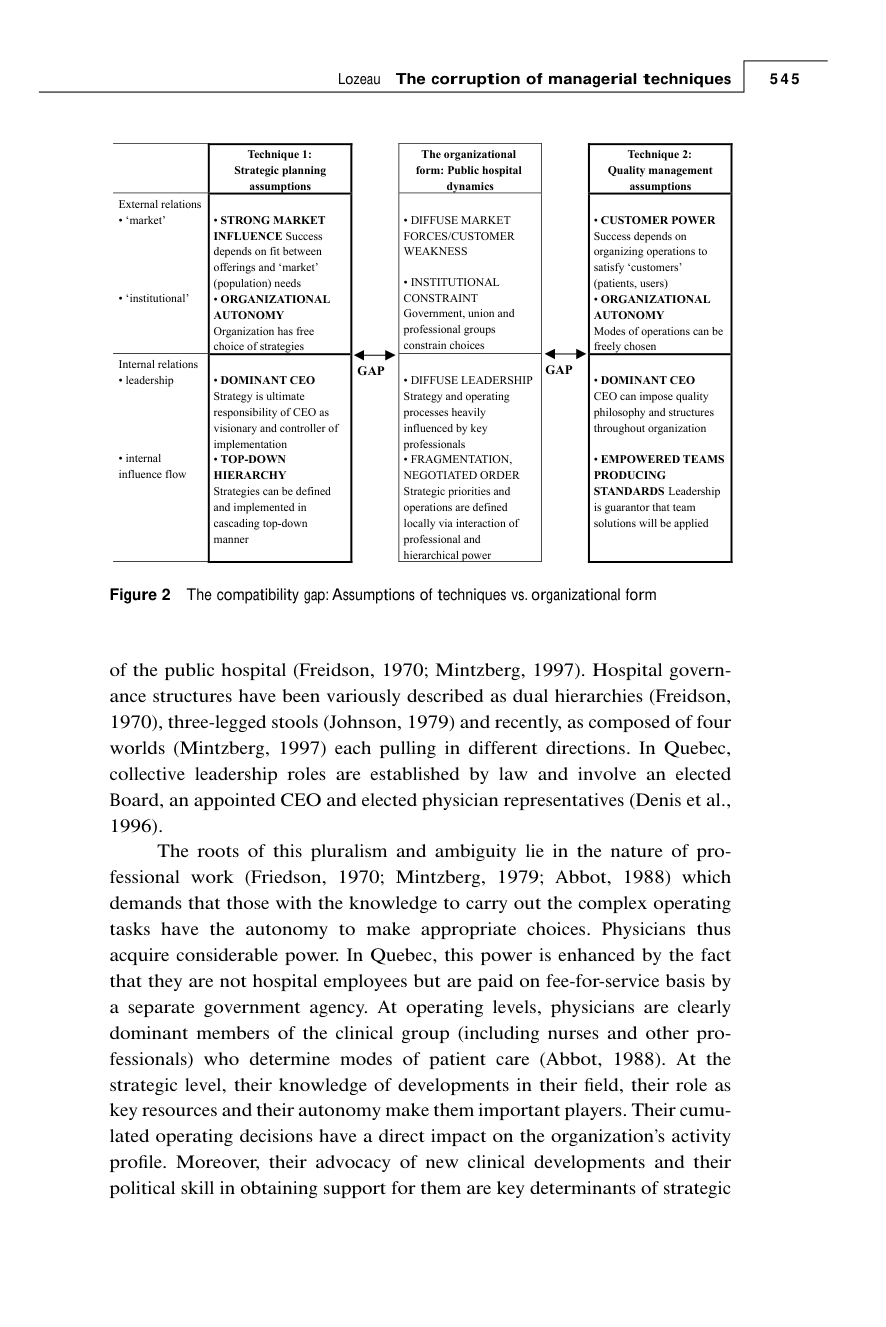 Lozeau The corruption of managerial techniques 545
Technique 1:
Strategic planning
assumptions
The organizational
form: Public hospital
dynamics
Technique 2:
Quality management
assumptions
External relations
• ‘market’
• STRONG MARKET
INFLUENCE Success
depends on fit between
offerings and ‘market’
(population) needs
• DIFFUSE MARKET
FORCES/CUSTOMER
WEAKNESS
• CUSTOMER POWER
Success depends on
organizing operations to
satisfy ‘customers’
(patients, users)
• ‘institutional’
• ORGANIZATIONAL
AUTONOMY
Organization has free
choice of strategies
• INSTITUTIONAL
CONSTRAINT
Government, union and
professional groups
constrain choices
• ORGANIZATIONAL
AUTONOMY
Modes of operations can be
freely chosen
GAP
GAP
Internal relations
• leadership
• DOMINANT CEO
Strategy is ultimate
responsibility of CEO as
visionary and controller of
implementation
• DIFFUSE LEADERSHIP
Strategy and operating
processes heavily
influenced by key
professionals
• DOMINANT CEO
CEO can impose quality
philosophy and structures
throughout organization
• internal
influence flow
• TOP-DOWN
HIERARCHY
Strategies can be defined
and implemented in
cascading top-down
manner
• FRAGMENTATION,
NEGOTIATED ORDER
Strategic priorities and
operations are defined
locally via interaction of
professional and
hierarchical power
• EMPOWERED TEAMS
PRODUCING
STANDARDS Leadership
is guarantor that team
solutions will be applied
Figure 2 The compatibility gap: Assumptions of techniques vs. organizational form
of the public hospital (Freidson, 1970; Mintzberg, 1997). Hospital govern-
ance structures have been variously described as dual hierarchies (Freidson,
1970), three-legged stools (Johnson, 1979) and recently, as composed of four
worlds (Mintzberg, 1997) each pulling in different directions. In Quebec,
collective leadership roles are established by law and involve an elected
Board, an appointed CEO and elected physician representatives (Denis et al.,
1996).
The roots of this pluralism and ambiguity lie in the nature of pro-
fessional work (Friedson, 1970; Mintzberg, 1979; Abbot, 1988) which
demands that those with the knowledge to carry out the complex operating
tasks have the autonomy to make appropriate choices. Physicians thus
acquire considerable power. In Quebec, this power is enhanced by the fact
that they are not hospital employees but are paid on fee-for-service basis by
a separate government agency. At operating levels, physicians are clearly
dominant members of the clinical group (including nurses and other pro-
fessionals) who determine modes of patient care (Abbot, 1988). At the
strategic level, their knowledge of developments in their field, their role as
key resources and their autonomy make them important players. Their cumu-
lated operating decisions have a direct impact on the organization’s activity
profile. Moreover, their advocacy of new clinical developments and their
political skill in obtaining support for them are key determinants of strategic